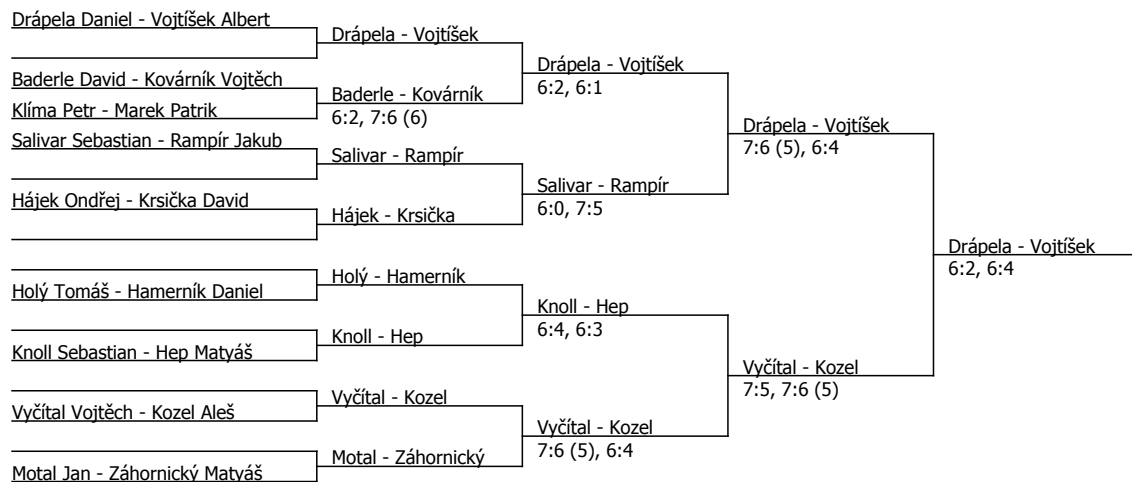 Drápela Daniel - Vojtíšek Albert
Baderle David - Kovárník Vojtěch
Klíma Petr - Marek Patrik
Salivar Sebastian - Rampír Jakub
Hájek Ondřej - Krsička David
Holý Tomáš - Hamerník Daniel
Knoll Sebastian - Hep Matyáš
Vyčítal Vojtěch - Kozel Aleš
Motal Jan - Záhornický Matyáš
Drápela - Vojtíšek
Baderle - Kovárník
6:2, 7:6 (6)
Salivar - Rampír
Hájek - Krsička
Holý - Hamerník
Knoll - Hep
Vyčítal - Kozel
Motal - Záhornický
Drápela - Vojtíšek
6:2, 6:1
Salivar - Rampír
6:0, 7:5
Knoll - Hep
6:4, 6:3
Vyčítal - Kozel
7:6 (5), 6:4
Drápela - Vojtíšek
7:6 (5), 6:4
Vyčítal - Kozel
7:5, 7:6 (5)
Drápela - Vojtíšek
6:2, 6:4